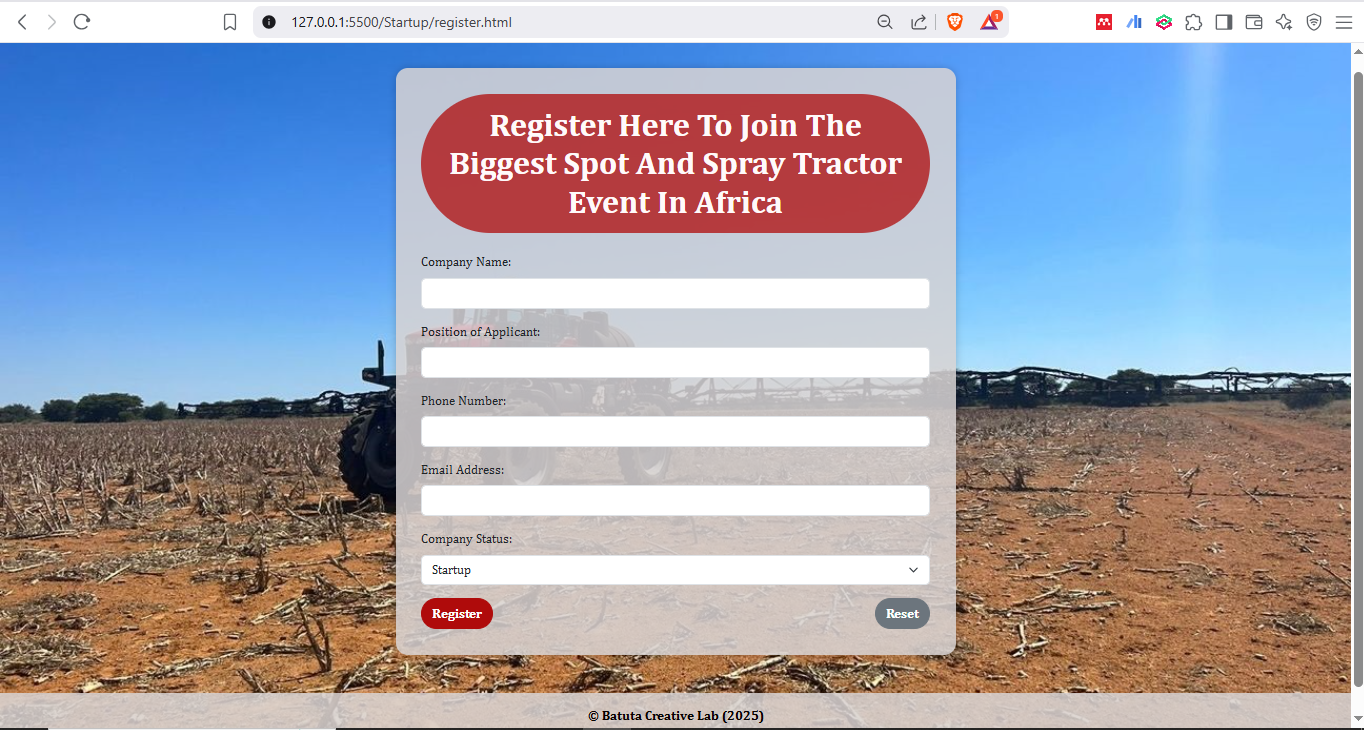 127.0.0.1:5500/Startup/register.html
1
Register Here To Join The
Biggest Spot And Spray Tractor
Event In Africa
Company Name:
Position of Applicant:
Phone Number:
Email Address:
Company Status:
Startup
Register
Reset
© Batuta Creative Lab (2025)